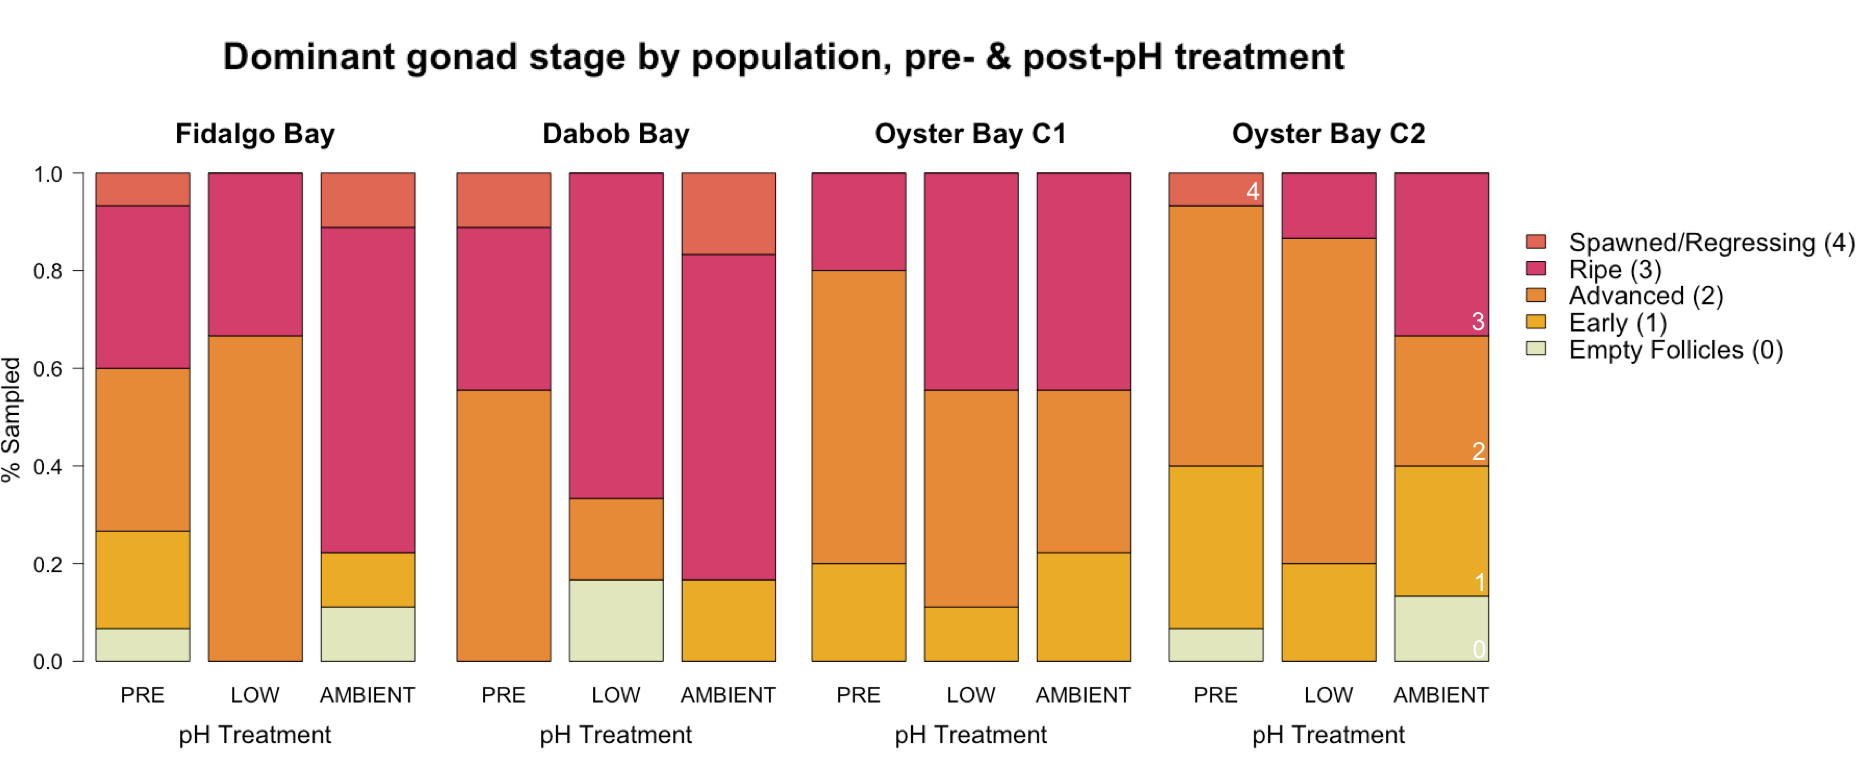 Dominant gonad stage by population, pre- & post-pH treatment
Fidalgo Bay
Dabob Bay
Oyster Bay C1
Oyster Bay C2
% Sampled
1.0
0.8
0.6
0.4
0.2
0.0
4
3
2
1
0
PRE LOW AMBIENT
PRE LOW AMBIENT
PRE LOW AMBIENT
PRE LOW AMBIENT
pH Treatment
pH Treatment
pH Treatment
pH Treatment
Spawned/Regressing (4)
Ripe (3)
Advanced (2)
Early (1)
Empty Follicles (0)